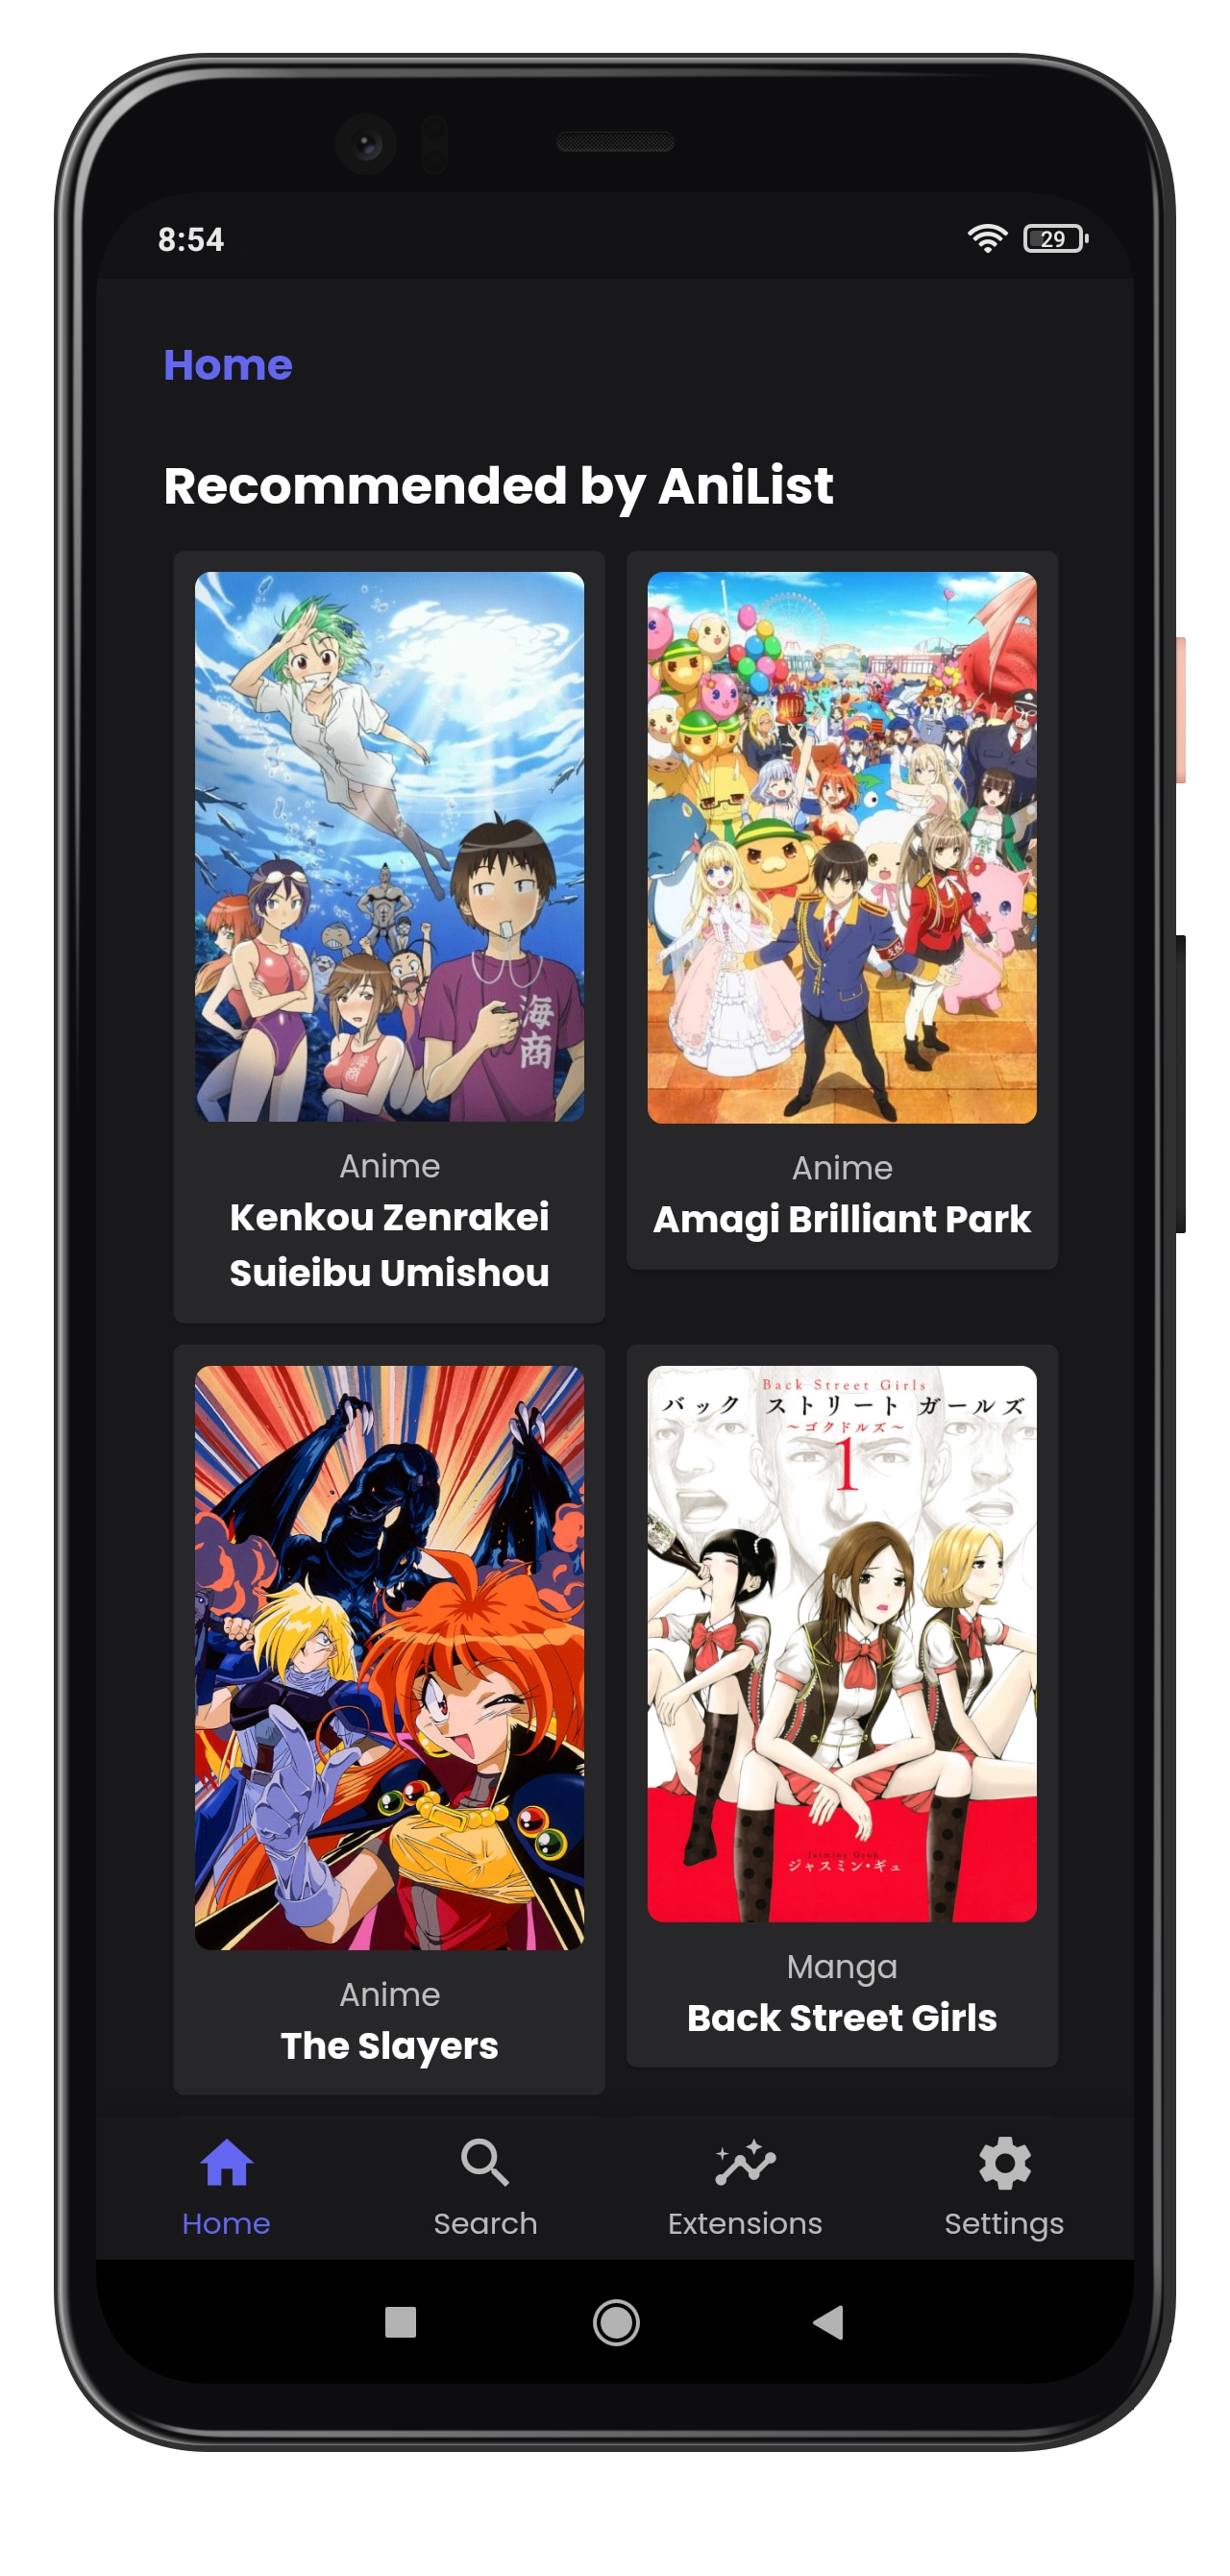 8:54
29
Home
Recommended by AniList
海商
海商
Anime
Kenkou Zenrakei
Suieibu Umishou
Anime
Amagi Brilliant Park
Back Street Girls
バック ストリート ガールズ
~ゴクドルズ~
1
Jasmine Gyuh
ジャスミン・ギュ
Anime
The Slayers
Manga
Back Street Girls
Home
Search
Extensions
Settings